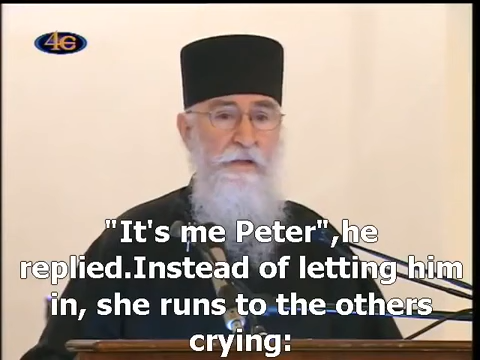 4E
"It's me Peter",he
replied.Instead of letting him
in, she runs to the others
crying: